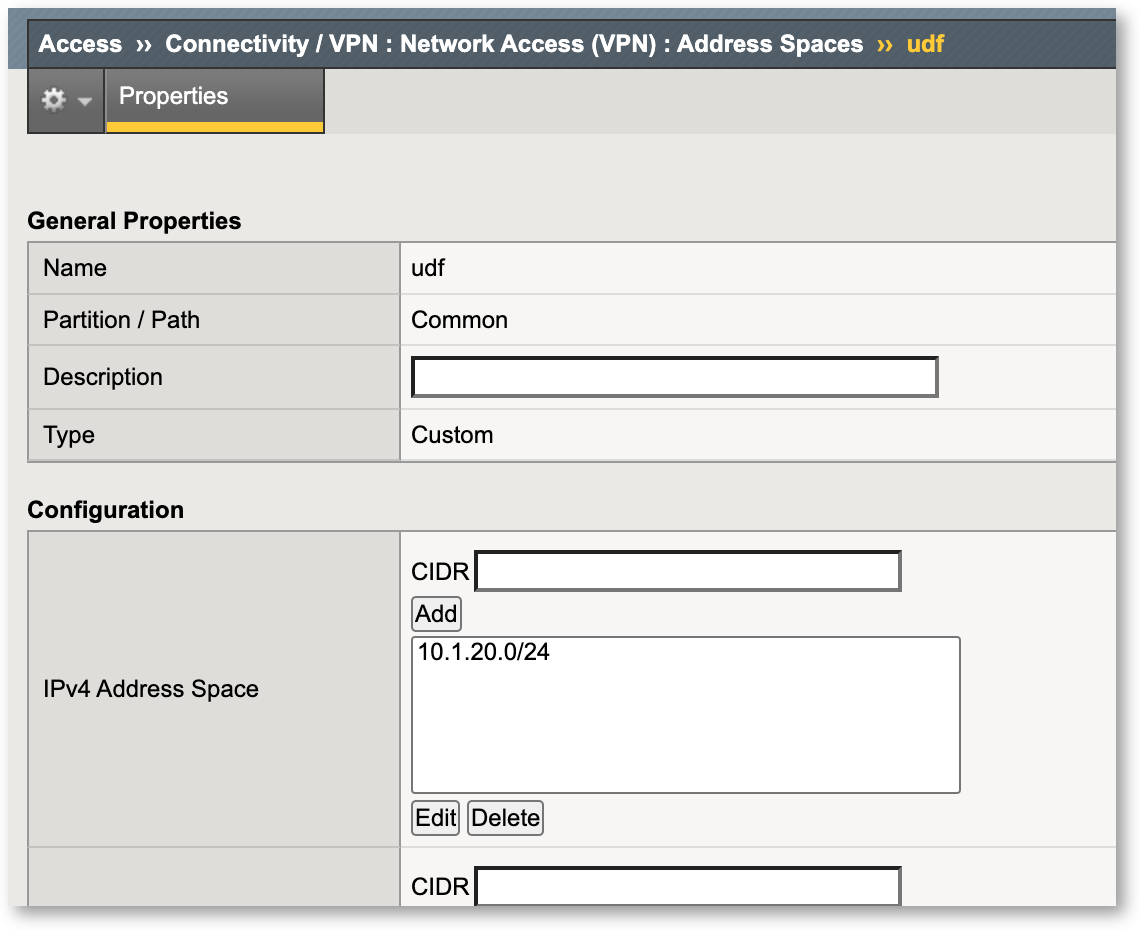 Access ›› Connectivity / VPN : Network Access (VPN) : Address Spaces ›› udf
Properties
General Properties
Name udf
Partition / Path Common
Description
Type Custom
Configuration
CIDR
Add
10.1.20.0/24
IPv4 Address Space
Edit Delete
CIDR